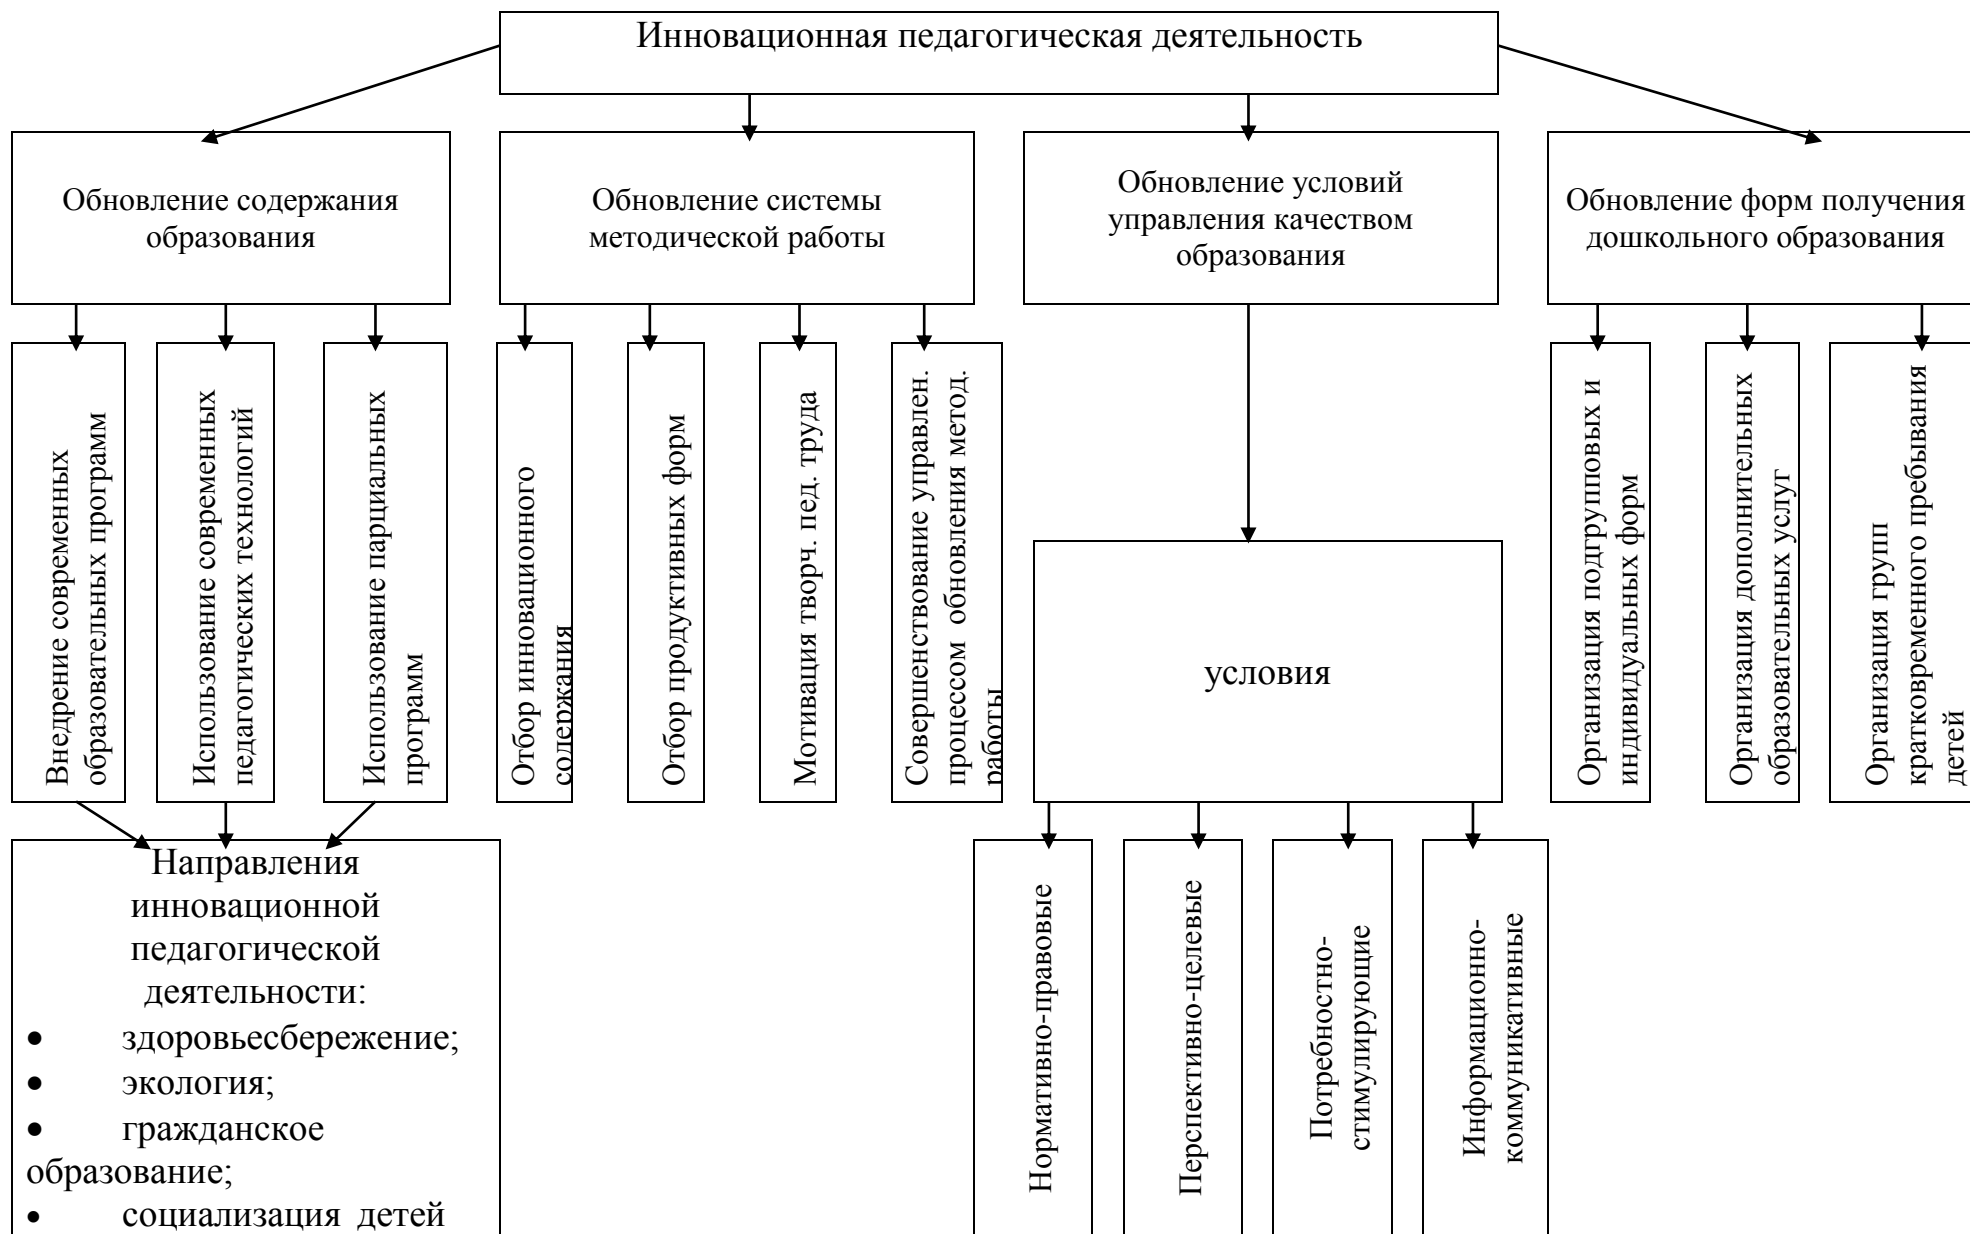 Инновационная педагогическая деятельность
Обновление содержания
образования
Обновление системы
методической работы
Обновление условий
управления качеством
образования
Обновление форм получения
дошкольного образования
Внедрение современных
образовательных программ
Использование современных
педагогических технологий
Использование парциальных
программ
Отбор инновационного
содержания
Отбор продуктивных форм
Мотивация творч. пед. труда
Совершенствование управлен.
процессом обновления метод.
работы
условия
Организация подгрупповых и
индивидуальных форм
Организация дополнительных
образовательных услуг
Организация групп
кратковременного пребывания
детей
Направления
инновационной
педагогической
деятельности:
• здоровьесбережение;
• экология;
• гражданское
образование;
• социализация детей
Нормативно-правовые
Перспективно-целевые
Потребностно-
стимулирующие
Информационно-
коммуникативные